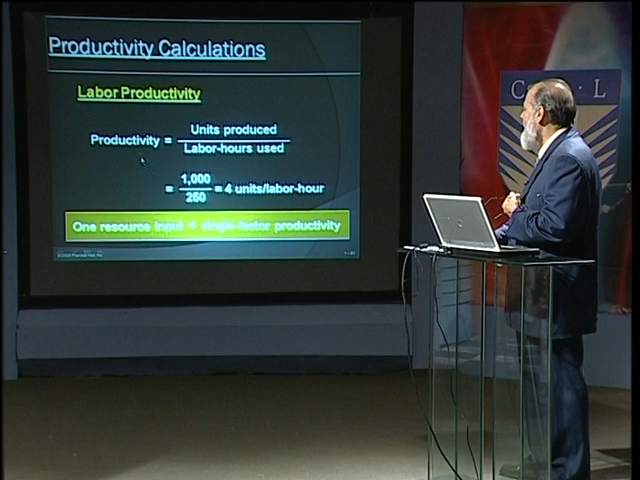 Productivity Calculations
Labor Productivity
Productivity = Units produced
Labor-hours used
= 1,000
250
= 4 units/labor-hour
One resource input single-factor productivity
C L